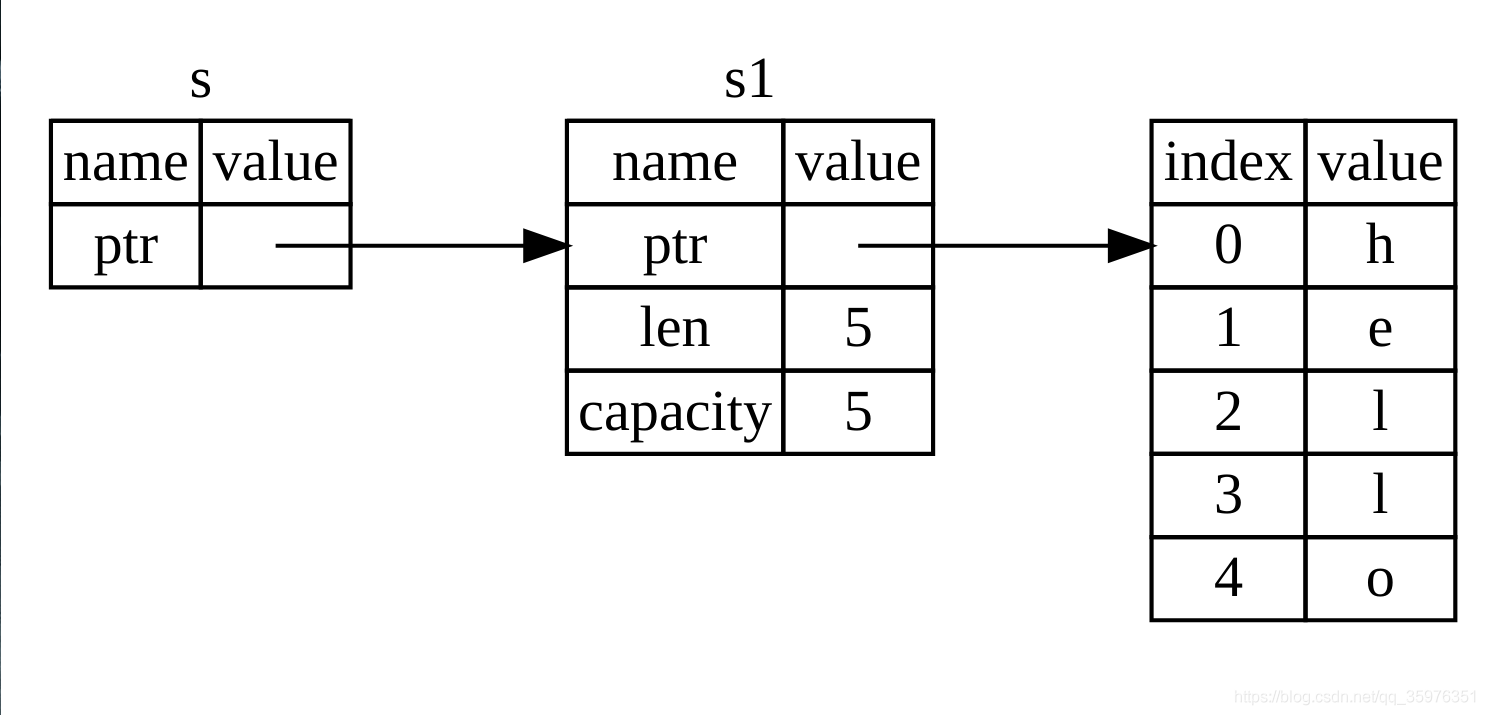 s
name value
ptr
s1
name value
ptr
len 5
capacity 5
index value
0 h
1 e
2 l
3 l
4 o
https://blog.csdn.net/qq_35976351